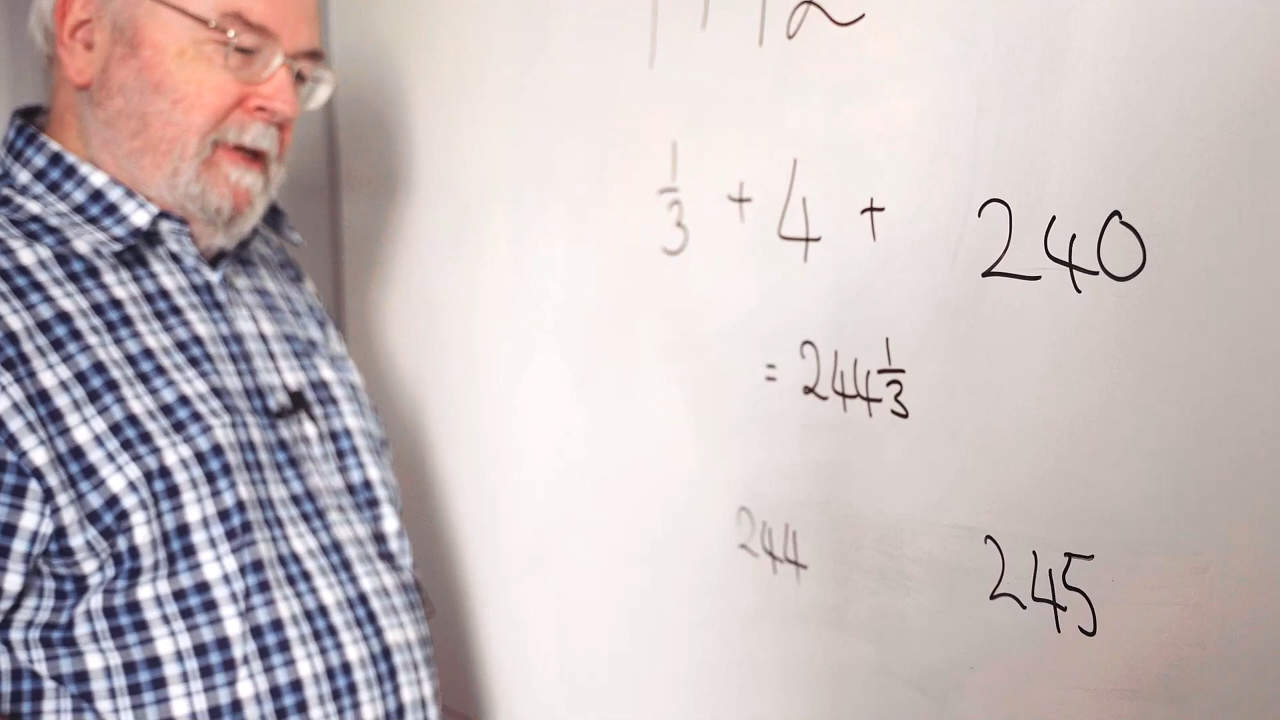 1/3 + 4 + 240
= 244 1/3
244 245